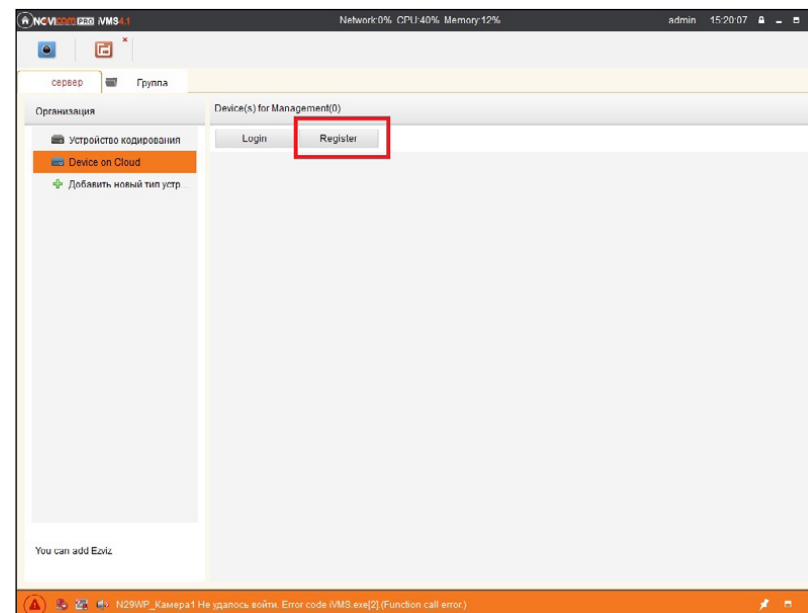 NOVIcam PRO iVMS4.1 Network:0% CPU:40% Memory:12% admin 15:20:07
сервер Группа
Организация Device(s) for Management(0)
Устройство кодирования Login Register
Device on Cloud
Добавить новый тип устр...
You can add Ezviz
N29WP_Камера1 Не удалось войти. Error code iVMS.exe[2].(Function call error.)